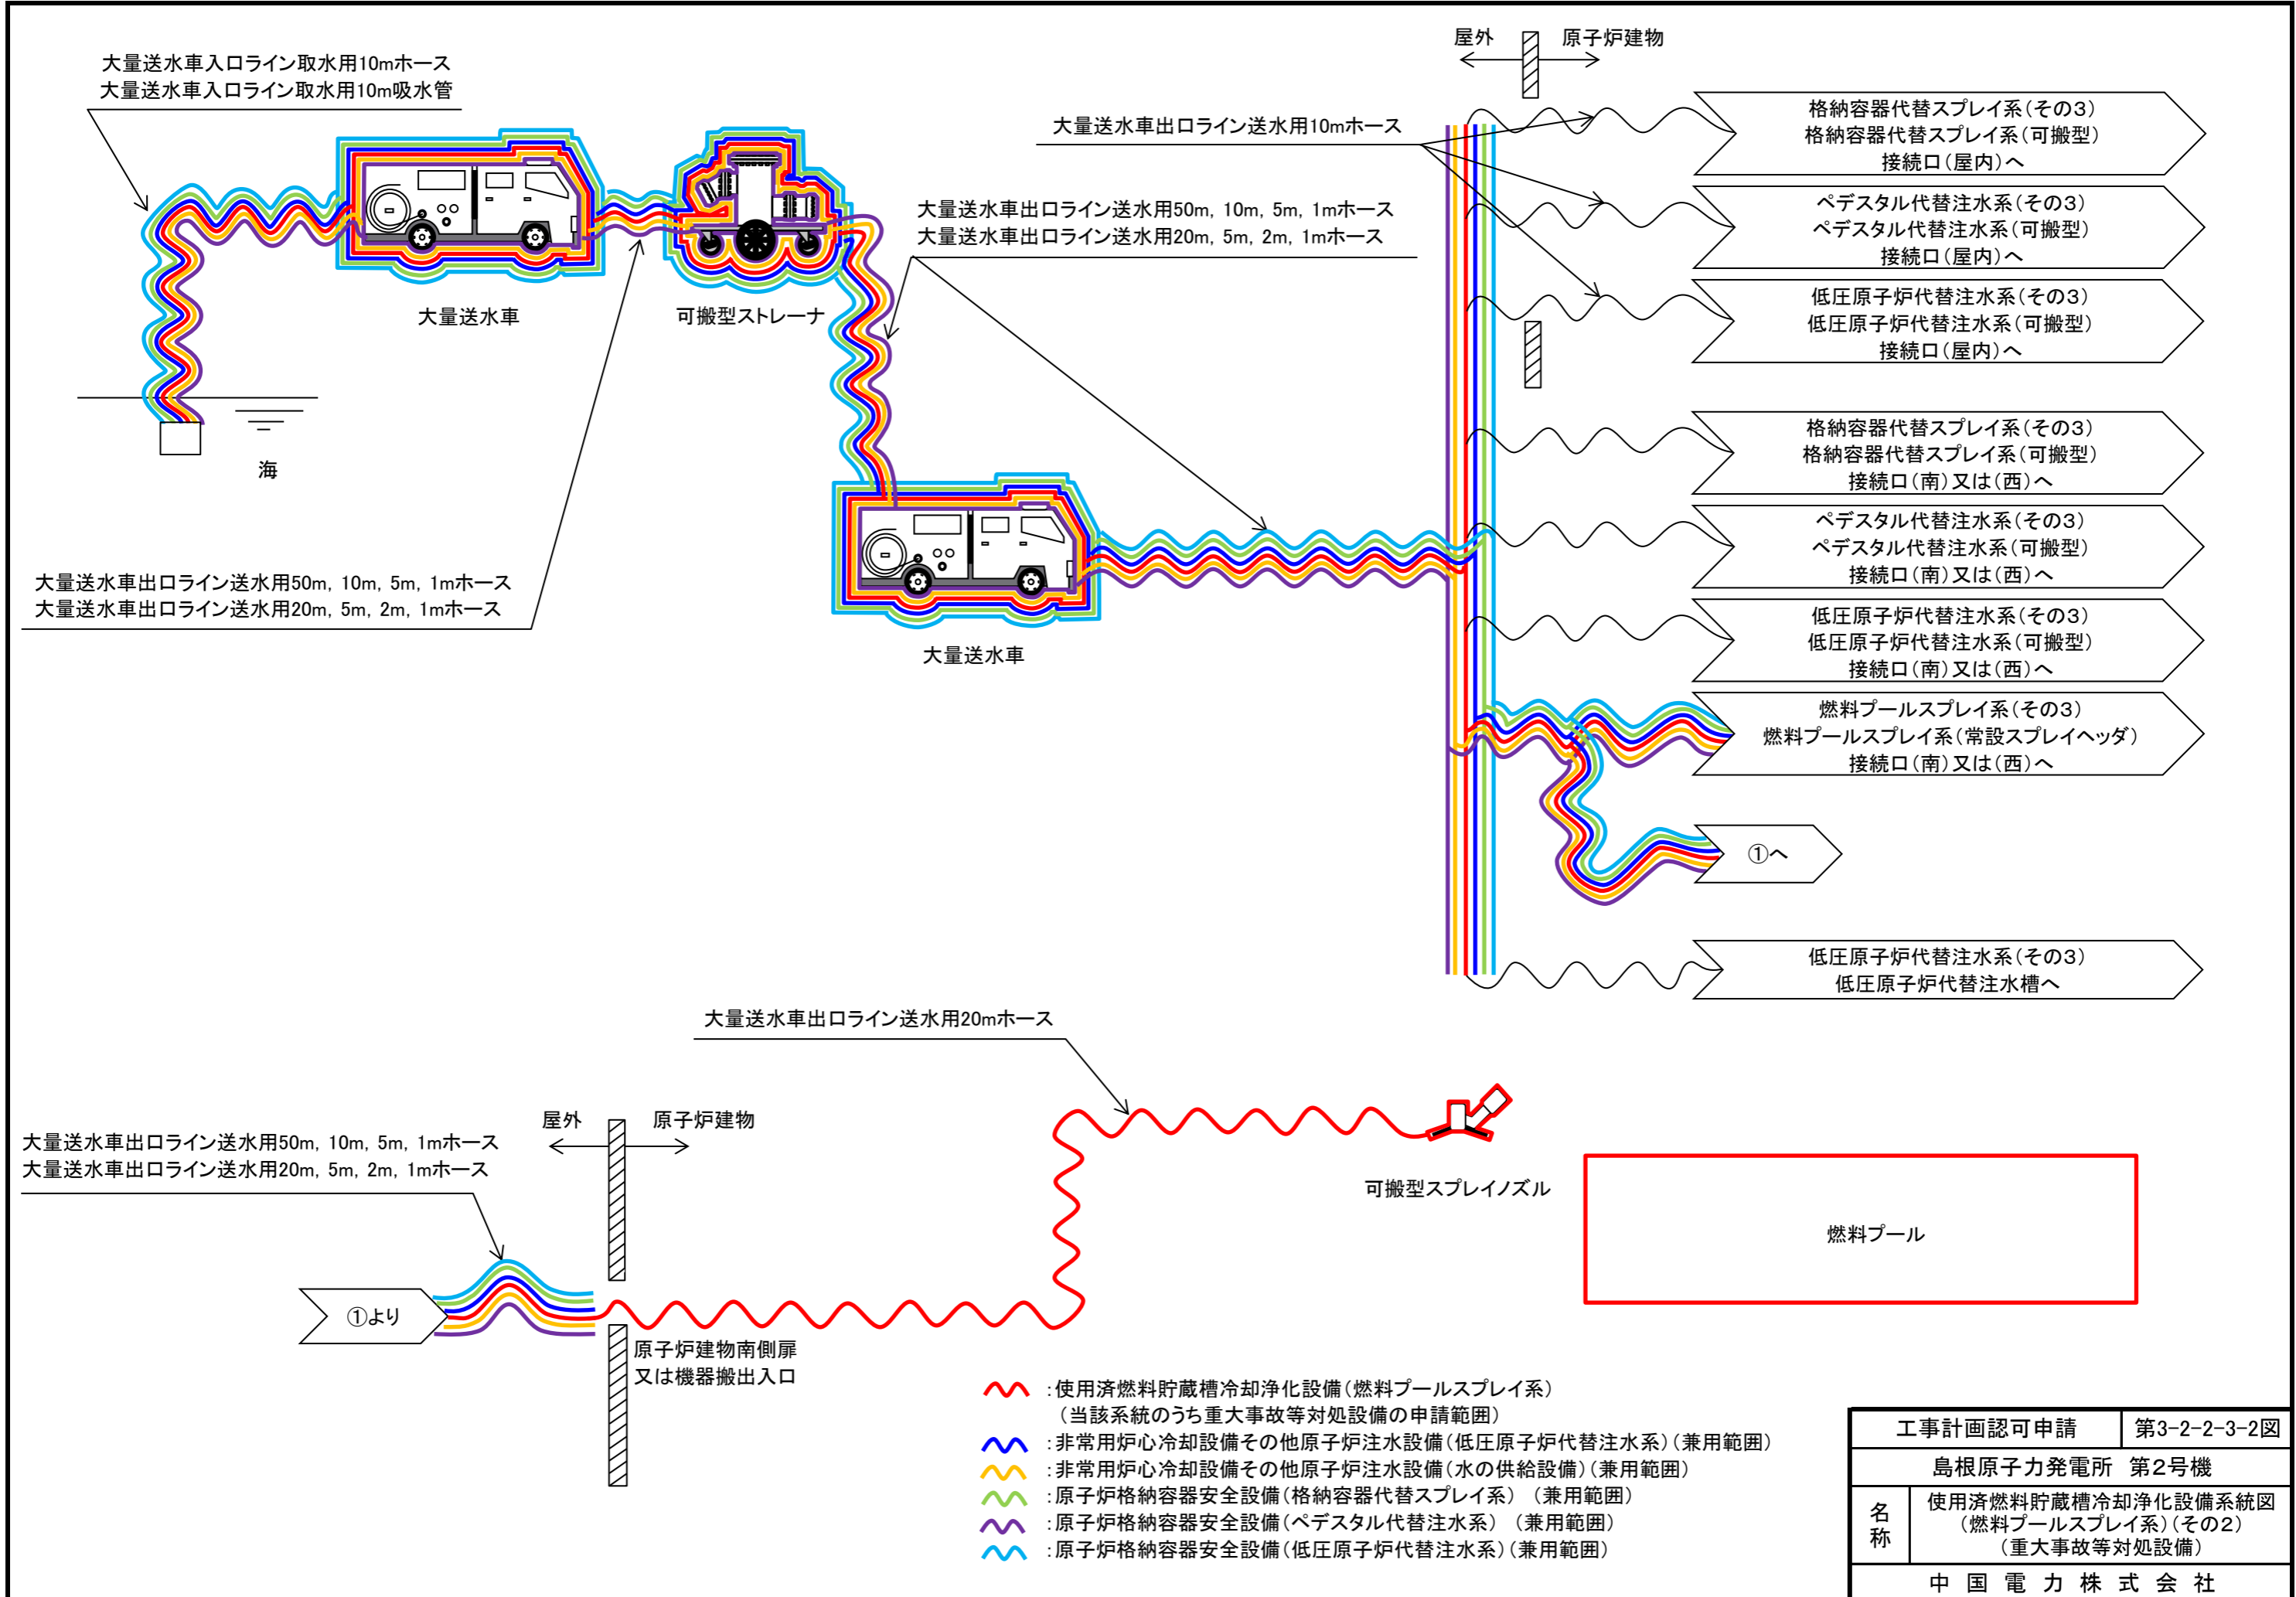 大量送水車入口ライン取水用10mホース
大量送水車入口ライン取水用10m吸水管
大量送水車
可搬型ストレーナ
海
大量送水車出口ライン送水用50m, 10m, 5m, 1mホース
大量送水車出口ライン送水用20m, 5m, 2m, 1mホース
大量送水車出口ライン送水用50m, 10m, 5m, 1mホース
大量送水車出口ライン送水用20m, 5m, 2m, 1mホース
大量送水車
大量送水車出口ライン送水用10mホース
屋外
原子炉建物
格納容器代替スプレイ系(その3)
格納容器代替スプレイ系(可搬型)
接続口(屋内)へ
ペデスタル代替注水系(その3)
ペデスタル代替注水系(可搬型)
接続口(屋内)へ
低圧原子炉代替注水系(その3)
低圧原子炉代替注水系(可搬型)
接続口(屋内)へ
格納容器代替スプレイ系(その3)
格納容器代替スプレイ系(可搬型)
接続口(南)又は(西)へ
ペデスタル代替注水系(その3)
ペデスタル代替注水系(可搬型)
接続口(南)又は(西)へ
低圧原子炉代替注水系(その3)
低圧原子炉代替注水系(可搬型)
接続口(南)又は(西)へ
燃料プールスプレイ系(その3)
燃料プールスプレイ系(常設スプレイヘッダ)
接続口(南)又は(西)へ
①へ
低圧原子炉代替注水系(その3)
低圧原子炉代替注水槽へ
大量送水車出口ライン送水用20mホース
屋外
原子炉建物
大量送水車出口ライン送水用50m, 10m, 5m, 1mホース
大量送水車出口ライン送水用20m, 5m, 2m, 1mホース
①より
原子炉建物南側扉
又は機器搬出入口
可搬型スプレイノズル
燃料プール
:使用済燃料貯蔵槽冷却浄化設備(燃料プールスプレイ系)
(当該系統のうち重大事故等対処設備の申請範囲)
:非常用炉心冷却設備その他原子炉注水設備(低圧原子炉代替注水系)(兼用範囲)
:非常用炉心冷却設備その他原子炉注水設備(水の供給設備)(兼用範囲)
:原子炉格納容器安全設備(格納容器代替スプレイ系) (兼用範囲)
:原子炉格納容器安全設備(ペデスタル代替注水系) (兼用範囲)
:原子炉格納容器安全設備(低圧原子炉代替注水系)(兼用範囲)
工事計画認可申請 第3-2-2-3-2図
島根原子力発電所 第2号機
名称
使用済燃料貯蔵槽冷却浄化設備系統図
(燃料プールスプレイ系)(その2)
(重大事故等対処設備)
中国電力株式会社